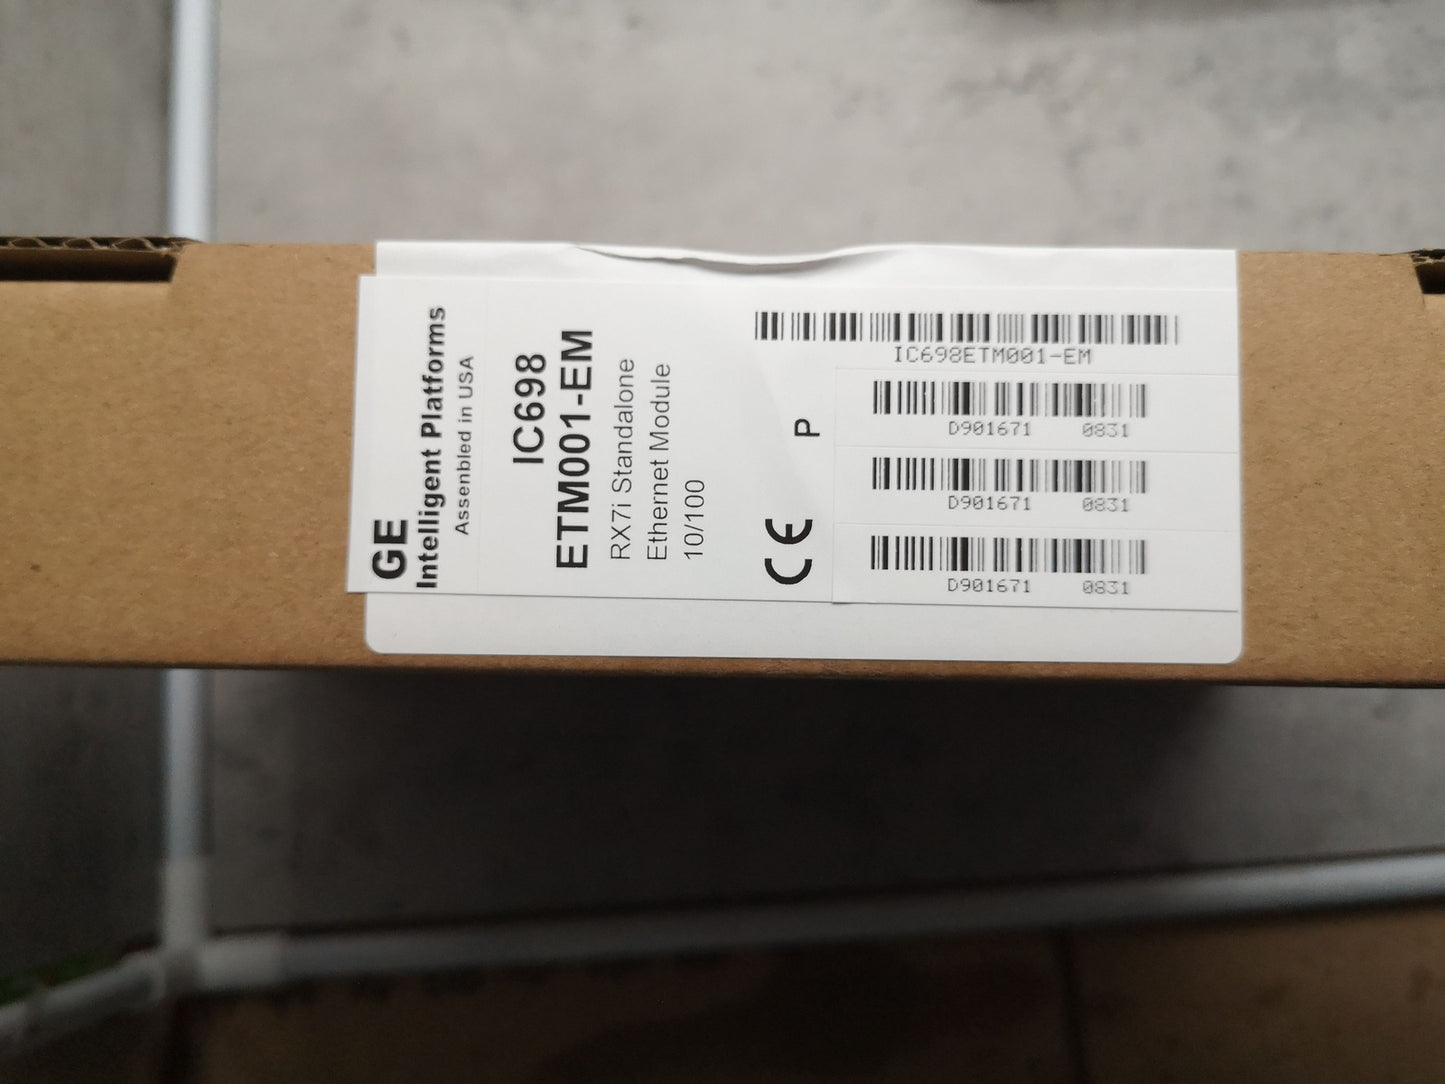 GE
Intelligent Platforms
Assenbled in USA
IC698
ETM001-EM
RX7i Standalone
Ethernet Module
10/100
CE
P
IC698ETM001-EM
D901671 0831
D901671 0831
D901671 0831